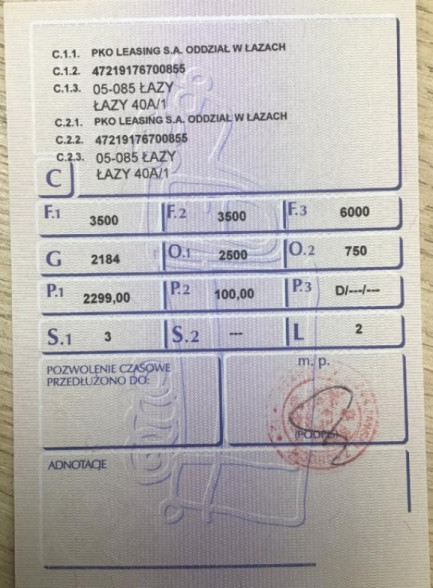 C.1.1. PKO LEASING S.A. ODDZIAŁ W ŁAZACH
C.1.2. 47219176700855
C.1.3. 05-085 ŁAZY
ŁAZY 40A/1
C.2.1. PKO LEASING S.A. ODDZIAŁ W ŁAZACH
C.2.2. 47219176700855
C.2.3. 05-085 ŁAZY
C ŁAZY 40A/1
F.1 3500 F.2 3500 F.3 6000
G 2184 O.1 2500 O.2 750
P.1 2299,00 P.2 100,00 P.3 D/---/---
S.1 3 S.2 --- L 2
POZWOLENIE CZASOWE m. p.
PRZEDŁUŻONO DO:
(PODPIS)
ADNOTACJE